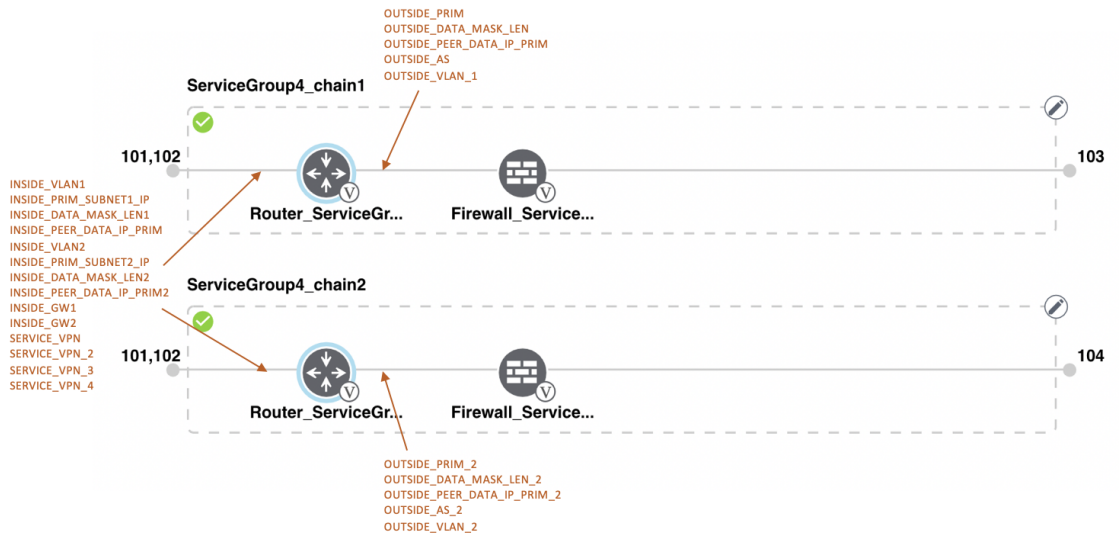 OUTSIDE_PRIM
OUTSIDE_DATA_MASK_LEN
OUTSIDE_PEER_DATA_IP_PRIM
OUTSIDE_AS
OUTSIDE_VLAN_1
ServiceGroup4_chain1
101,102
103
V
V
Router_ServiceGr...
Firewall_Service...
INSIDE_VLAN1
INSIDE_PRIM_SUBNET1_IP
INSIDE_DATA_MASK_LEN1
INSIDE_PEER_DATA_IP_PRIM
INSIDE_VLAN2
INSIDE_PRIM_SUBNET2_IP
INSIDE_DATA_MASK_LEN2
INSIDE_PEER_DATA_IP_PRIM2
INSIDE_GW1
INSIDE_GW2
SERVICE_VPN
SERVICE_VPN_2
SERVICE_VPN_3
SERVICE_VPN_4
ServiceGroup4_chain2
101,102
104
V
V
Router_ServiceGr...
Firewall_Service...
OUTSIDE_PRIM_2
OUTSIDE_DATA_MASK_LEN_2
OUTSIDE_PEER_DATA_IP_PRIM_2
OUTSIDE_AS_2
OUTSIDE_VLAN_2